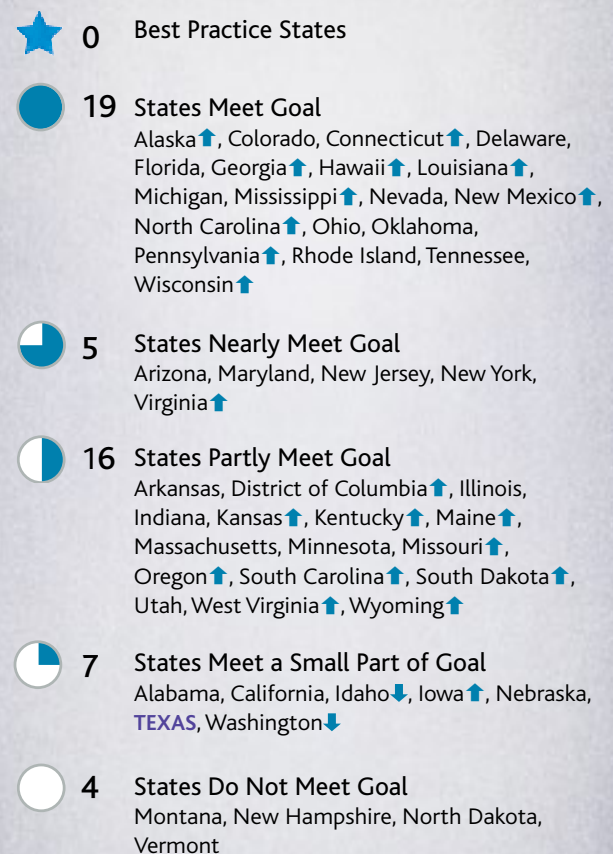 0 Best Practice States
19 States Meet Goal
Alaska⬆, Colorado, Connecticut⬆, Delaware,
Florida, Georgia⬆, Hawaii⬆, Louisiana⬆,
Michigan, Mississippi⬆, Nevada, New Mexico⬆,
North Carolina⬆, Ohio, Oklahoma,
Pennsylvania⬆, Rhode Island, Tennessee,
Wisconsin⬆
5 States Nearly Meet Goal
Arizona, Maryland, New Jersey, New York,
Virginia⬆
16 States Partly Meet Goal
Arkansas, District of Columbia⬆, Illinois,
Indiana, Kansas⬆, Kentucky⬆, Maine⬆,
Massachusetts, Minnesota, Missouri⬆,
Oregon⬆, South Carolina⬆, South Dakota⬆,
Utah, West Virginia⬆, Wyoming⬆
7 States Meet a Small Part of Goal
Alabama, California, Idaho⬇, Iowa⬆, Nebraska,
TEXAS, Washington⬇
4 States Do Not Meet Goal
Montana, New Hampshire, North Dakota,
Vermont